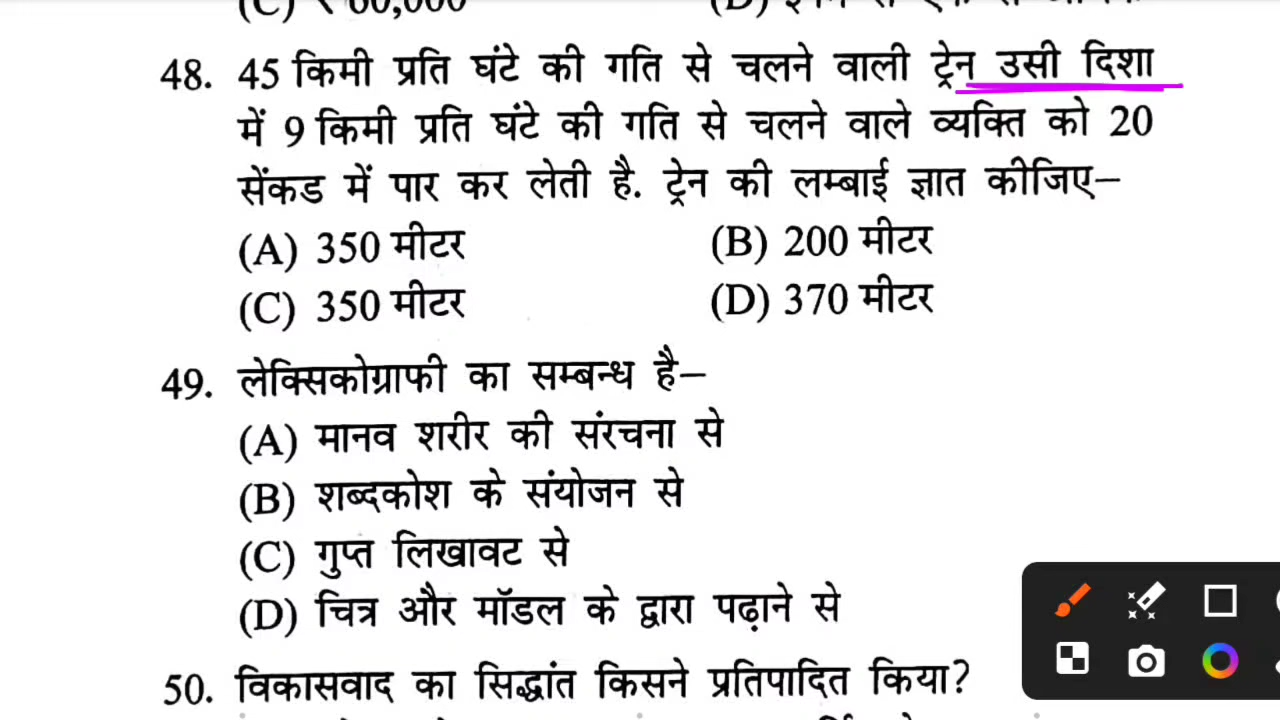 (C) ₹ 60,000
48. 45 किमी प्रति घंटे की गति से चलने वाली ट्रेन उसी दिशा
में 9 किमी प्रति घंटे की गति से चलने वाले व्यक्ति को 20
सेंकड में पार कर लेती है. ट्रेन की लम्बाई ज्ञात कीजिए–
(A) 350 मीटर (B) 200 मीटर
(C) 350 मीटर (D) 370 मीटर
49. लेक्सिकोग्राफी का सम्बन्ध है–
(A) मानव शरीर की संरचना से
(B) शब्दकोश के संयोजन से
(C) गुप्त लिखावट से
(D) चित्र और मॉडल के द्वारा पढ़ाने से
50. विकासवाद का सिद्धांत किसने प्रतिपादित किया?